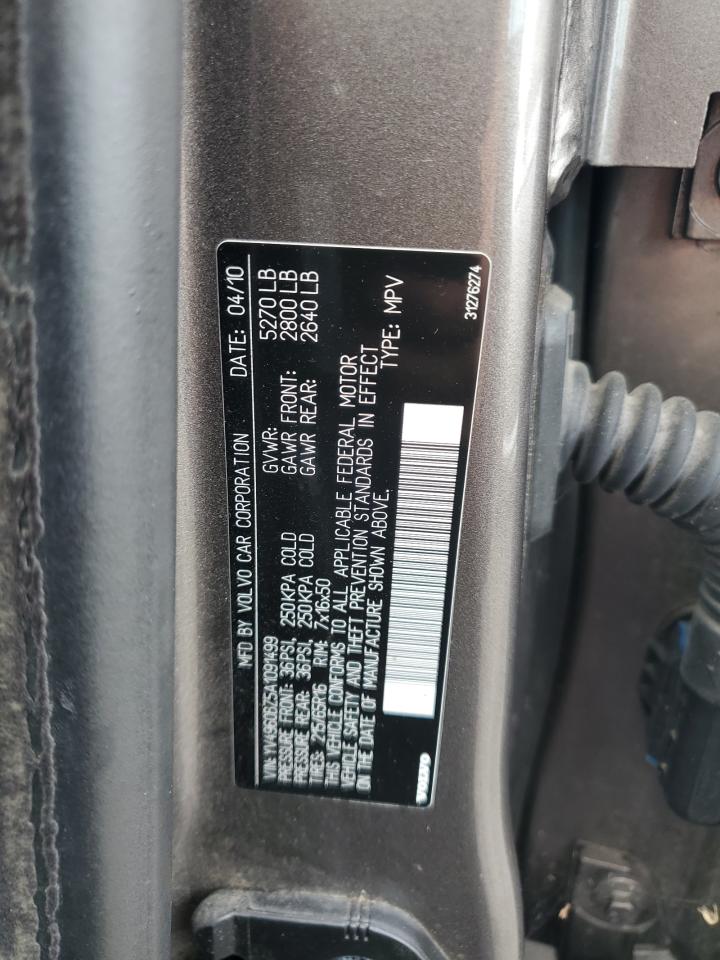 MFD BY VOLVO CAR CORPORATION DATE: 04/10
VIN: YV4960BZ5A1091499 GVWR: 5270 LB
PRESSURE FRONT: 36PSI, 250KPA COLD GAWR FRONT: 2800 LB
PRESSURE REAR: 36PSI, 250KPA COLD GAWR REAR: 2640 LB
TIRES: 215/65R16 RIM: 7x16x50
THIS VEHICLE CONFORMS TO ALL APPLICABLE FEDERAL MOTOR
VEHICLE SAFETY AND THEFT PREVENTION STANDARDS IN EFFECT
ON THE DATE OF MANUFACTURE SHOWN ABOVE. TYPE: MPV
VOLVO 31276274